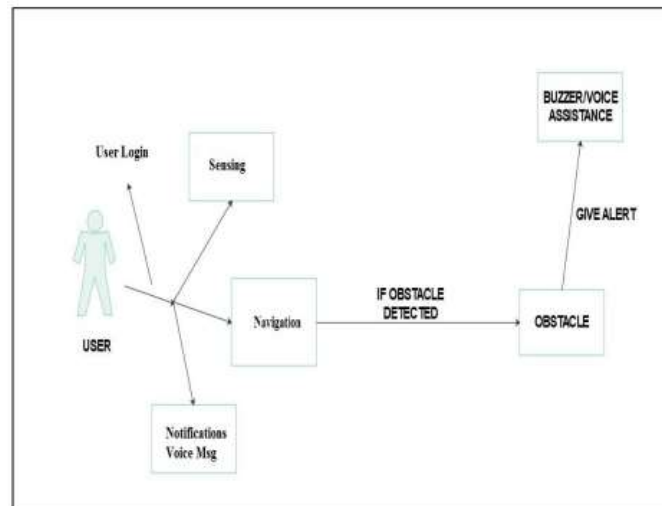 BUZZER/VOICE
ASSISTANCE
User Login
Sensing
GIVE ALERT
IF OBSTACLE
DETECTED
Navigation
OBSTACLE
USER
Notifications
Voice Msg